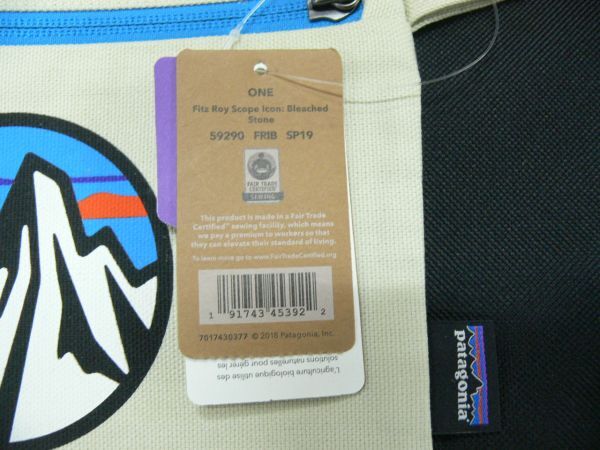 ONE
Fitz Roy Scope Icon: Bleached
Stone
59290 FRIB SP19
FAIR TRADE
CERTIFIED
SEWING
This product is made in a Fair Trade
Certified™ sewing facility, which means
we pay a premium to workers so that
they can elevate their standard of living.
To learn more go to www.FairTradeCertified.org
1 91743 45392 2
7017430377 © 2018 Patagonia, Inc.
solutions naturelles pour gérer les
L'agriculture biologique utilise des
patagonia